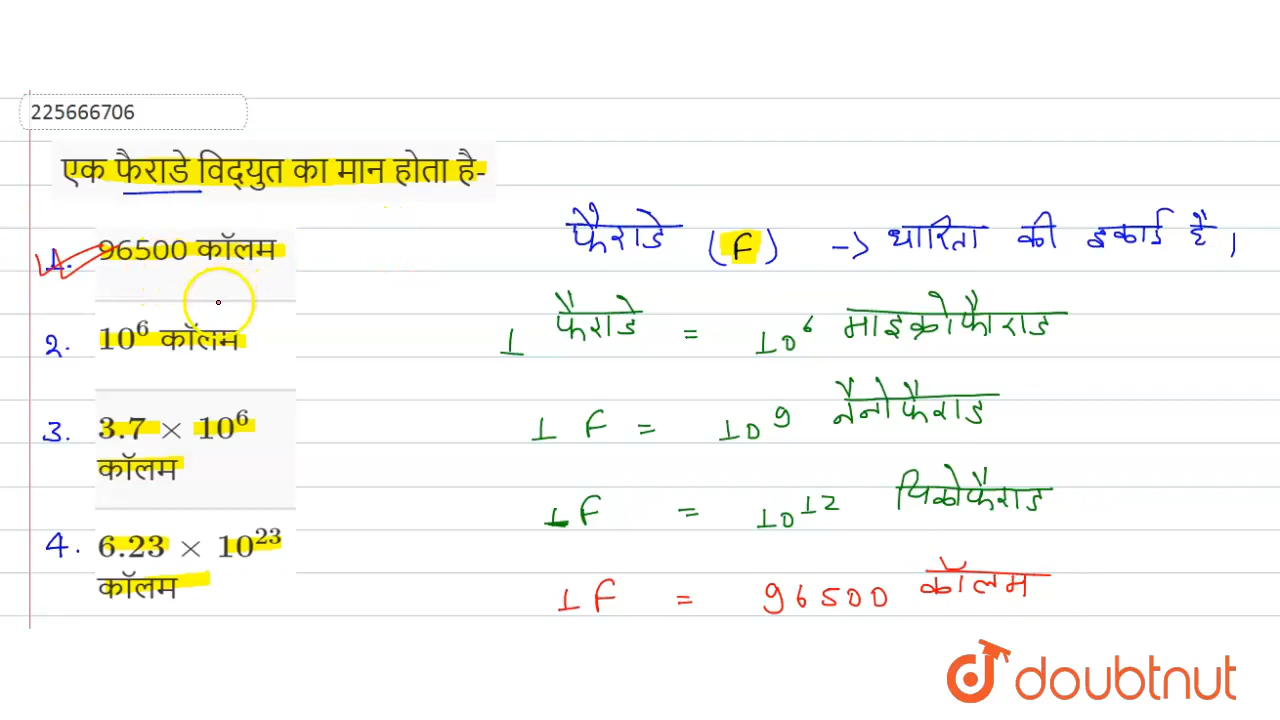 225666706
एक फैराडे विद्युत का मान होता है-
1. 96500 कॉलम
2. 10^6 कॉलम
3. 3.7 × 10^6
कॉलम
4. 6.23 × 10^23
कॉलम
फैराडे (F) -> धारिता की इकाई है ।
1 फैराडे = 10^6 माइक्रोफैराड
1 F = 10^9 नैनोफैराड
1 F = 10^12 पिकोफैराड
1 F = 96500 कॉलम
doubtnut